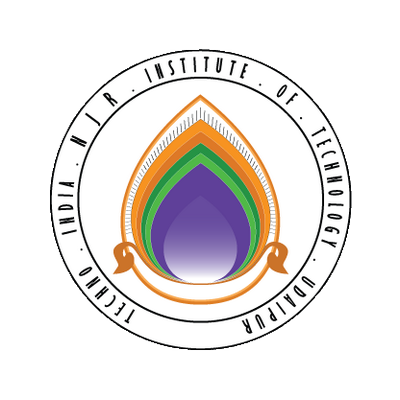 TECHNO . INDIA . N J R . INSTITUTE . OF . TECHNOLOGY . UDAIPUR